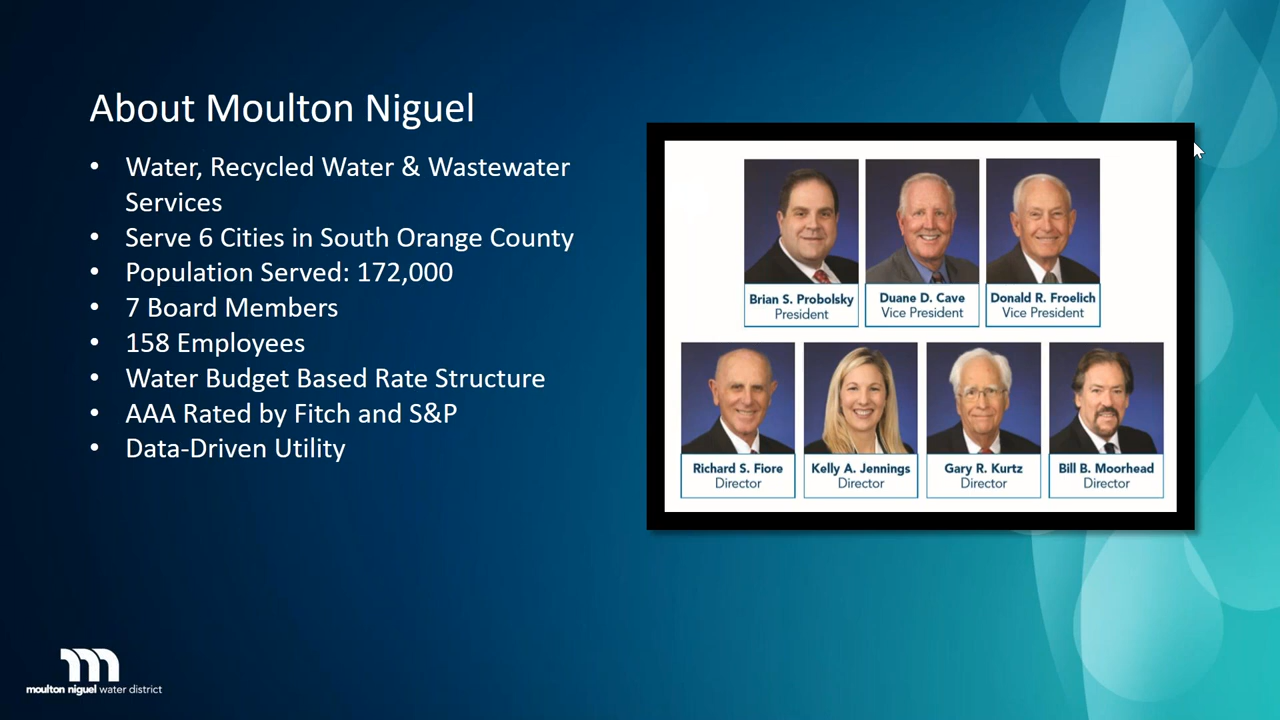 About Moulton Niguel
• Water, Recycled Water & Wastewater
Services
• Serve 6 Cities in South Orange County
• Population Served: 172,000
• 7 Board Members
• 158 Employees
• Water Budget Based Rate Structure
• AAA Rated by Fitch and S&P
• Data-Driven Utility
Brian S. Probolsky
President
Duane D. Cave
Vice President
Donald R. Froelich
Vice President
Richard S. Fiore
Director
Kelly A. Jennings
Director
Gary R. Kurtz
Director
Bill B. Moorhead
Director
m
moulton niguel water district